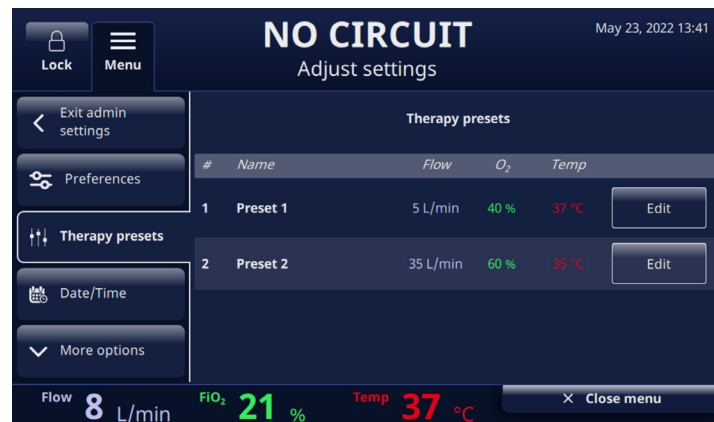 NO CIRCUIT
May 23, 2022 13:41
Adjust settings
Lock
Menu
Exit admin
settings
Preferences
Therapy presets
Date/Time
More options
Therapy presets
# Name Flow O₂ Temp
1 Preset 1 5 L/min 40 % 37 °C Edit
2 Preset 2 35 L/min 60 % 35 °C Edit
Flow 8 L/min FiO₂ 21 % Temp 37 °C
× Close menu